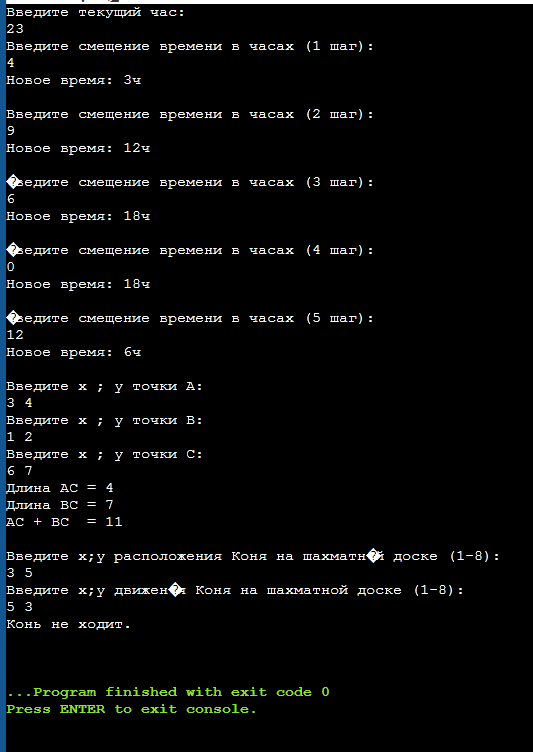 Введите текущий час:
23
Введите смещение времени в часах (1 шаг):
4
Новое время: 3ч
Введите смещение времени в часах (2 шаг):
9
Новое время: 12ч
�ведите смещение времени в часах (3 шаг):
6
Новое время: 18ч
�ведите смещение времени в часах (4 шаг):
0
Новое время: 18ч
�ведите смещение времени в часах (5 шаг):
12
Новое время: 6ч
Введите x ; y точки А:
3 4
Введите x ; y точки В:
1 2
Введите x ; y точки С:
6 7
Длина АС = 4
Длина ВС = 7
АС + ВС  = 11
Введите x;y расположения Коня на шахматн�й доске (1-8):
3 5
Введите x;y движен�я Коня на шахматной доске (1-8):
5 3
Конь не ходит.
...Program finished with exit code 0
Press ENTER to exit console.